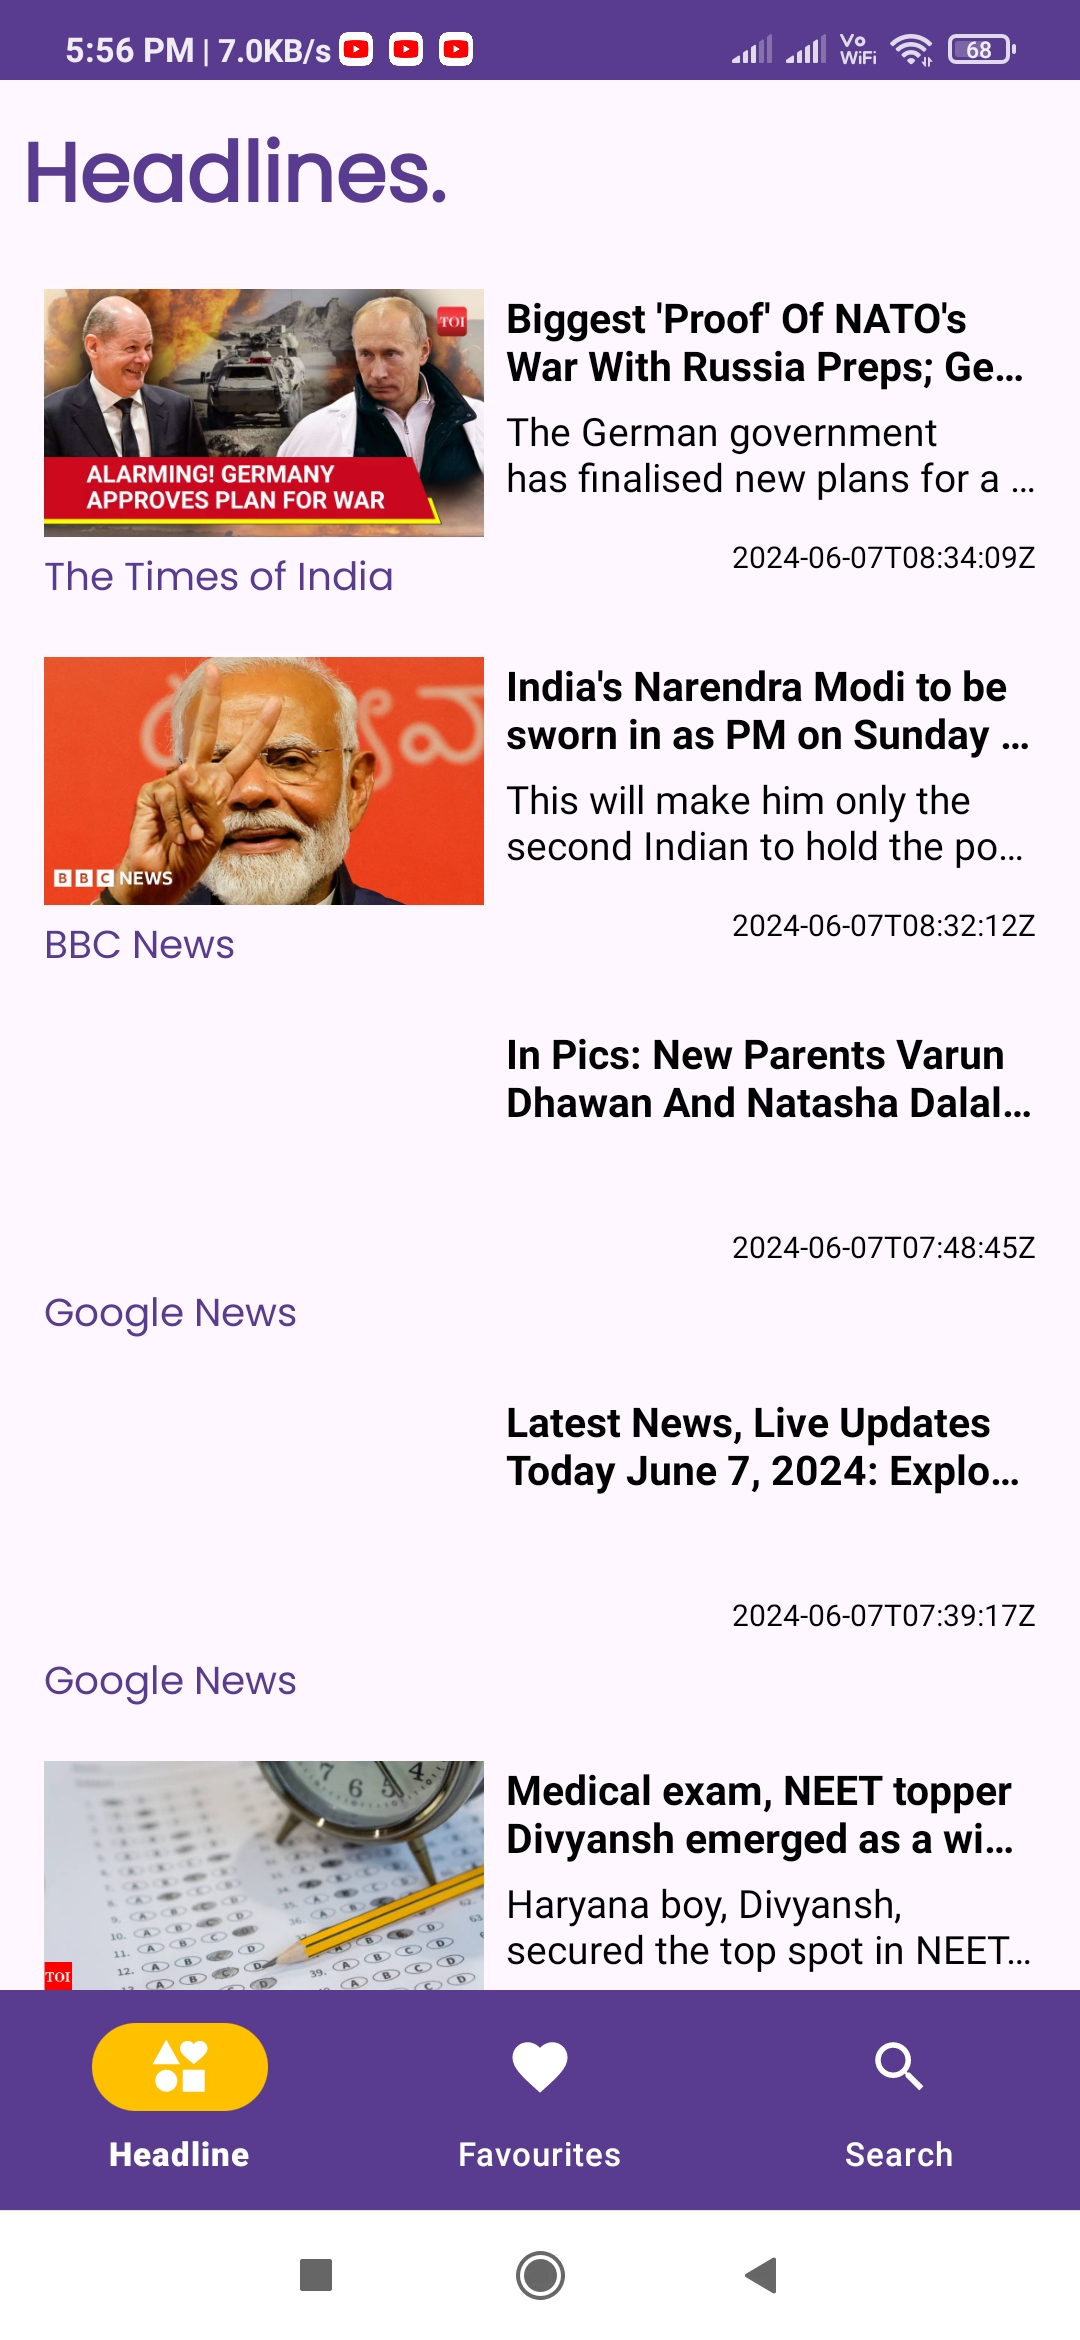 5:56 PM | 7.0KB/s
Vo
WiFi
68
Headlines.
TOI
ALARMING! GERMANY
APPROVES PLAN FOR WAR
The Times of India
Biggest 'Proof' Of NATO's
War With Russia Preps; Ge...
The German government
has finalised new plans for a ...
2024-06-07T08:34:09Z
BBC NEWS
BBC News
India's Narendra Modi to be
sworn in as PM on Sunday ...
This will make him only the
second Indian to hold the po...
2024-06-07T08:32:12Z
In Pics: New Parents Varun
Dhawan And Natasha Dalal...
2024-06-07T07:48:45Z
Google News
Latest News, Live Updates
Today June 7, 2024: Explo...
2024-06-07T07:39:17Z
Google News
TOI
Medical exam, NEET topper
Divyansh emerged as a wi...
Haryana boy, Divyansh,
secured the top spot in NEET...
Headline
Favourites
Search